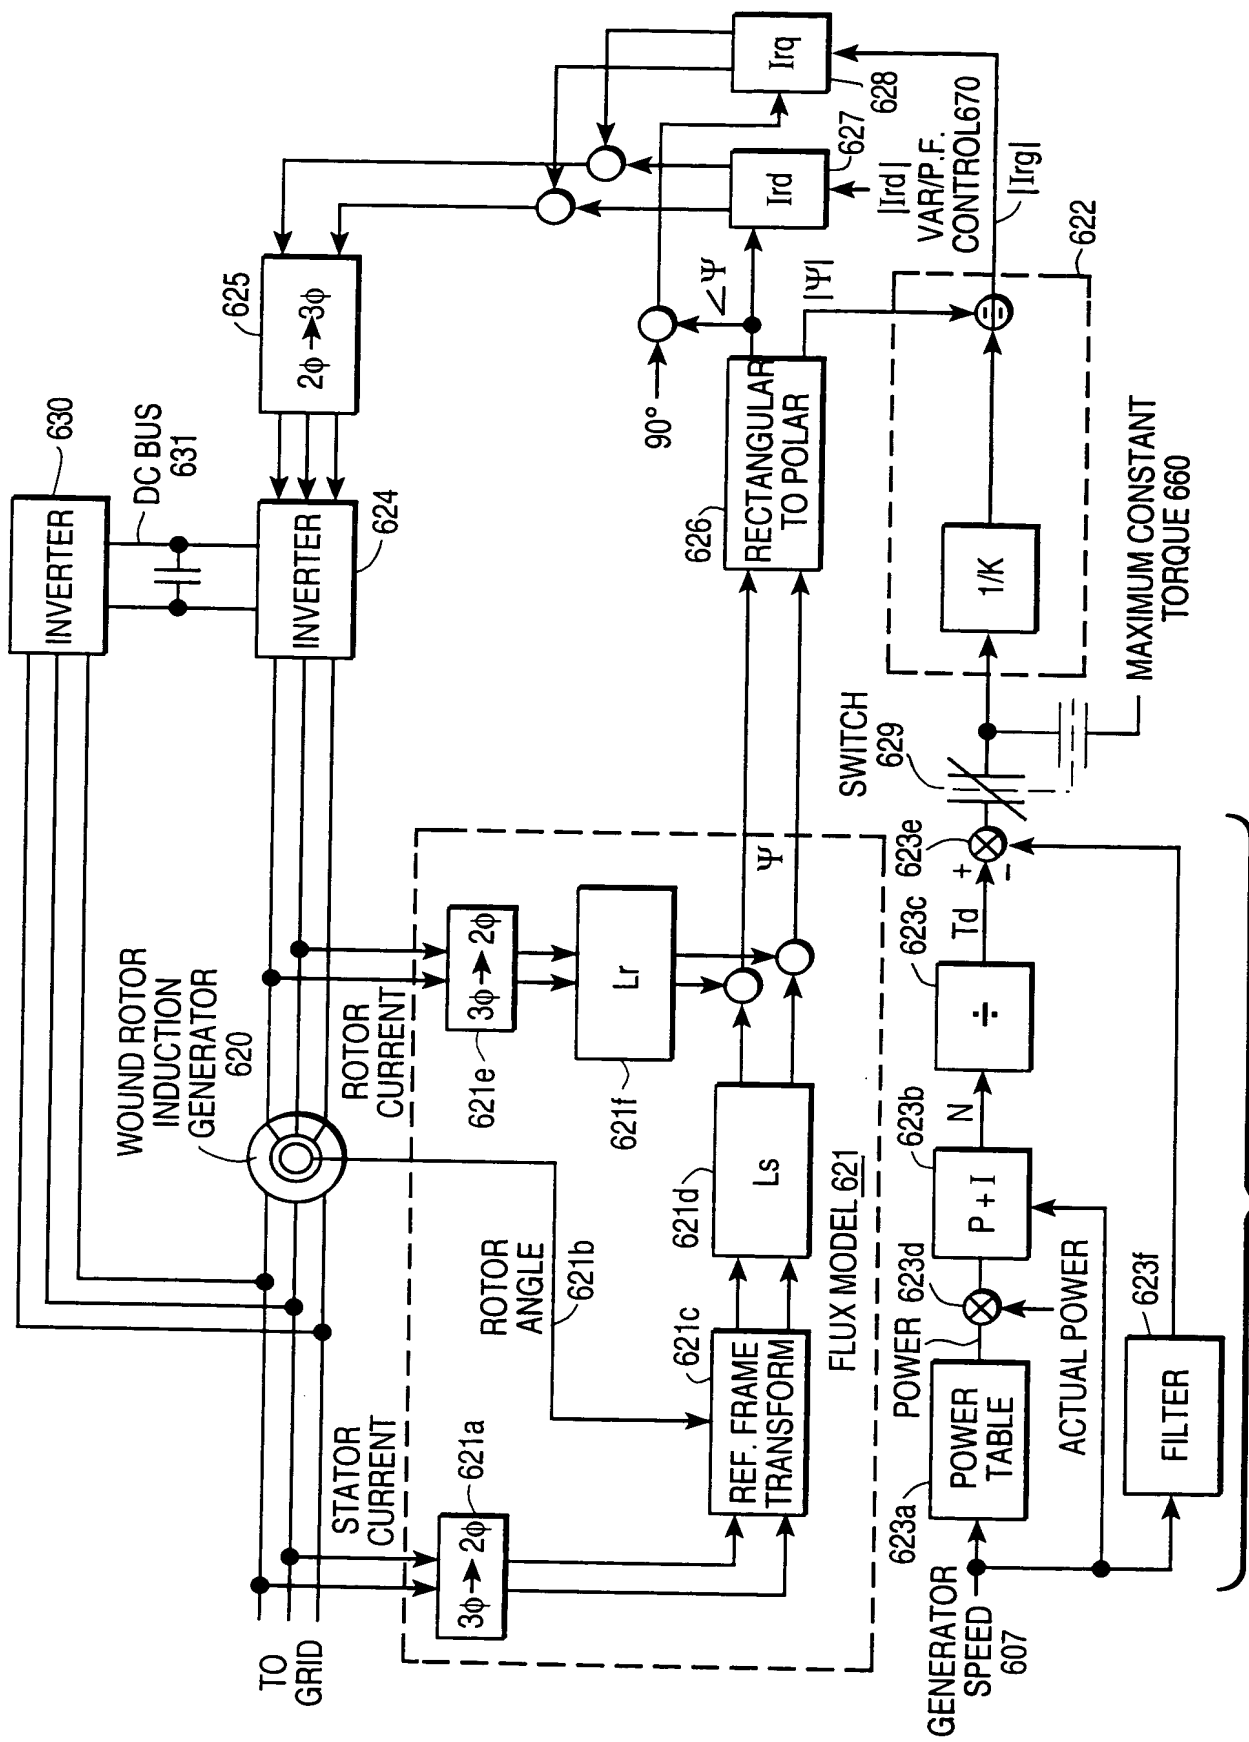 INVERTER
630
DC BUS
631
INVERTER
624
2ϕ → 3ϕ
625
WOUND ROTOR
INDUCTION
GENERATOR
620
TO
GRID
STATOR
CURRENT
3ϕ → 2ϕ
621a
ROTOR
ANGLE
621b
ROTOR
CURRENT
3ϕ → 2ϕ
621e
Lr
621f
REF. FRAME
TRANSFORM
621c
Ls
621d
FLUX MODEL 621
Ψ
RECTANGULAR
TO POLAR
626
90°
∠Ψ
|Ψ|
Ird
627
Irq
628
|Ird|
VAR/P.F.
CONTROL 670
|Irg|
622
1/K
÷
SWITCH
629
MAXIMUM CONSTANT
TORQUE 660
GENERATOR
SPEED
607
POWER
TABLE
623a
POWER
623d
ACTUAL POWER
P + I
623b
N
÷
623c
Td
+
-
623e
FILTER
623f